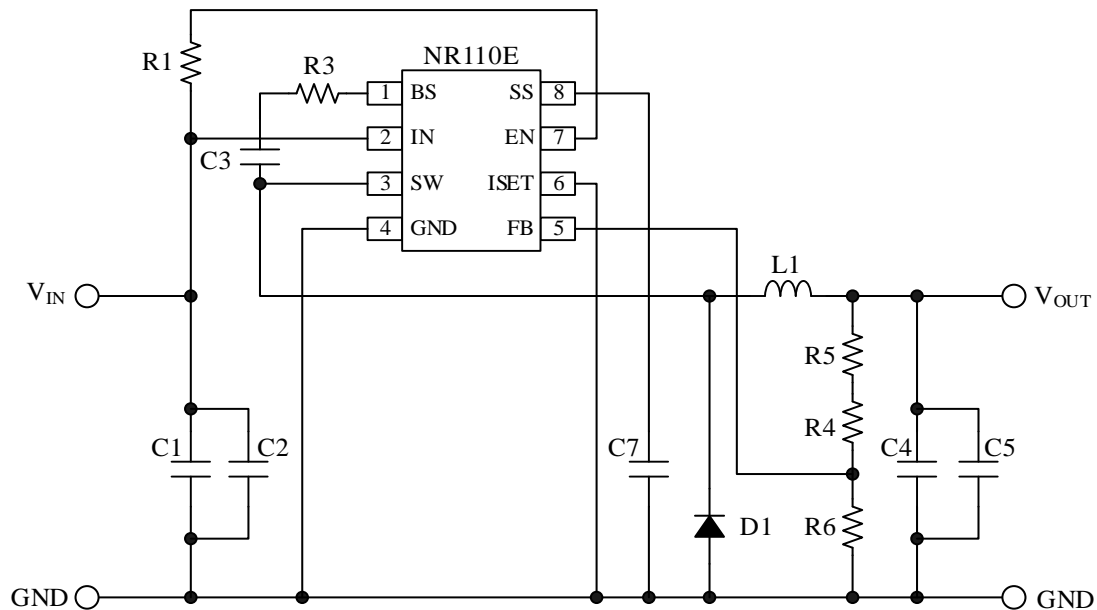 NR110E
R1
R3
1 BS SS 8
2 IN EN 7
C3
3 SW ISET 6
4 GND FB 5
L1
VIN
VOUT
R5
R4
C1 C2 C7 C4 C5
D1 R6
GND GND